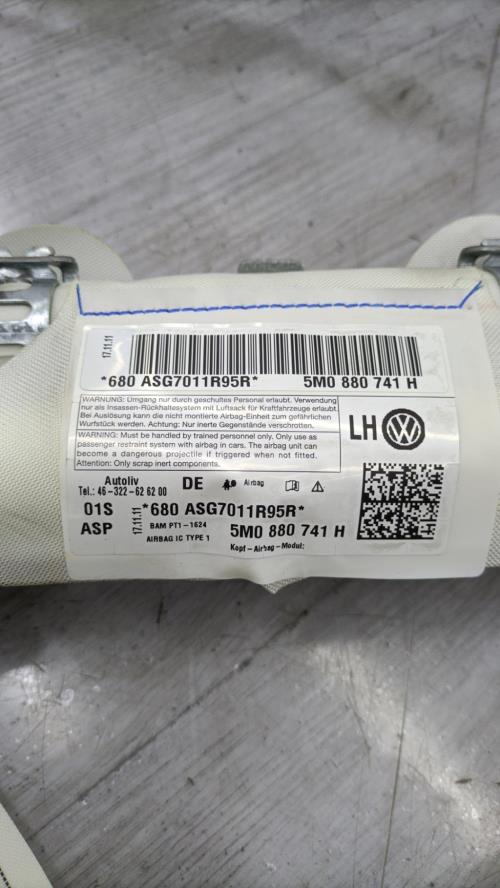 17.11.11
*680 ASG7011R95R* 5M0 880 741 H
WARNUNG: Umgang nur durch geschultes Personal erlaubt. Verwendung
nur als Insassen-Rückhaltesystem mit Luftsack für Kraftfahrzeuge erlaubt.
Bei Auslösung kann die nicht montierte Airbag-Einheit zum gefährlichen
Wurfstück werden. Achtung: Nur inerte Gegenstände verschrotten.
WARNING: Must be handled by trained personnel only. Only use as
passenger restraint system with airbag in cars. The airbag unit can
become a dangerous projectile if triggered when not fitted.
Attention: Only scrap inert components.
LH
Autoliv DE Airbag
Tel.: 46-322-62 62 00
01S 17.11.11 *680 ASG7011R95R*
ASP BAM PT1-1624 5M0 880 741 H
AIRBAG IC TYPE 1 Kopf-Airbag-Modul: